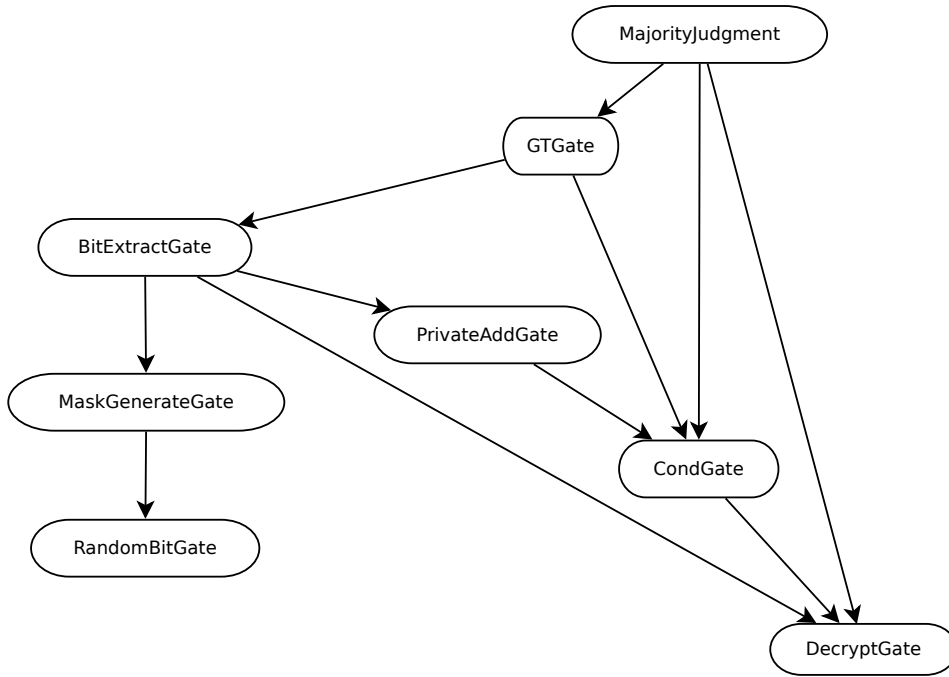 MajorityJudgment
GTGate
BitExtractGate
PrivateAddGate
MaskGenerateGate
CondGate
RandomBitGate
DecryptGate